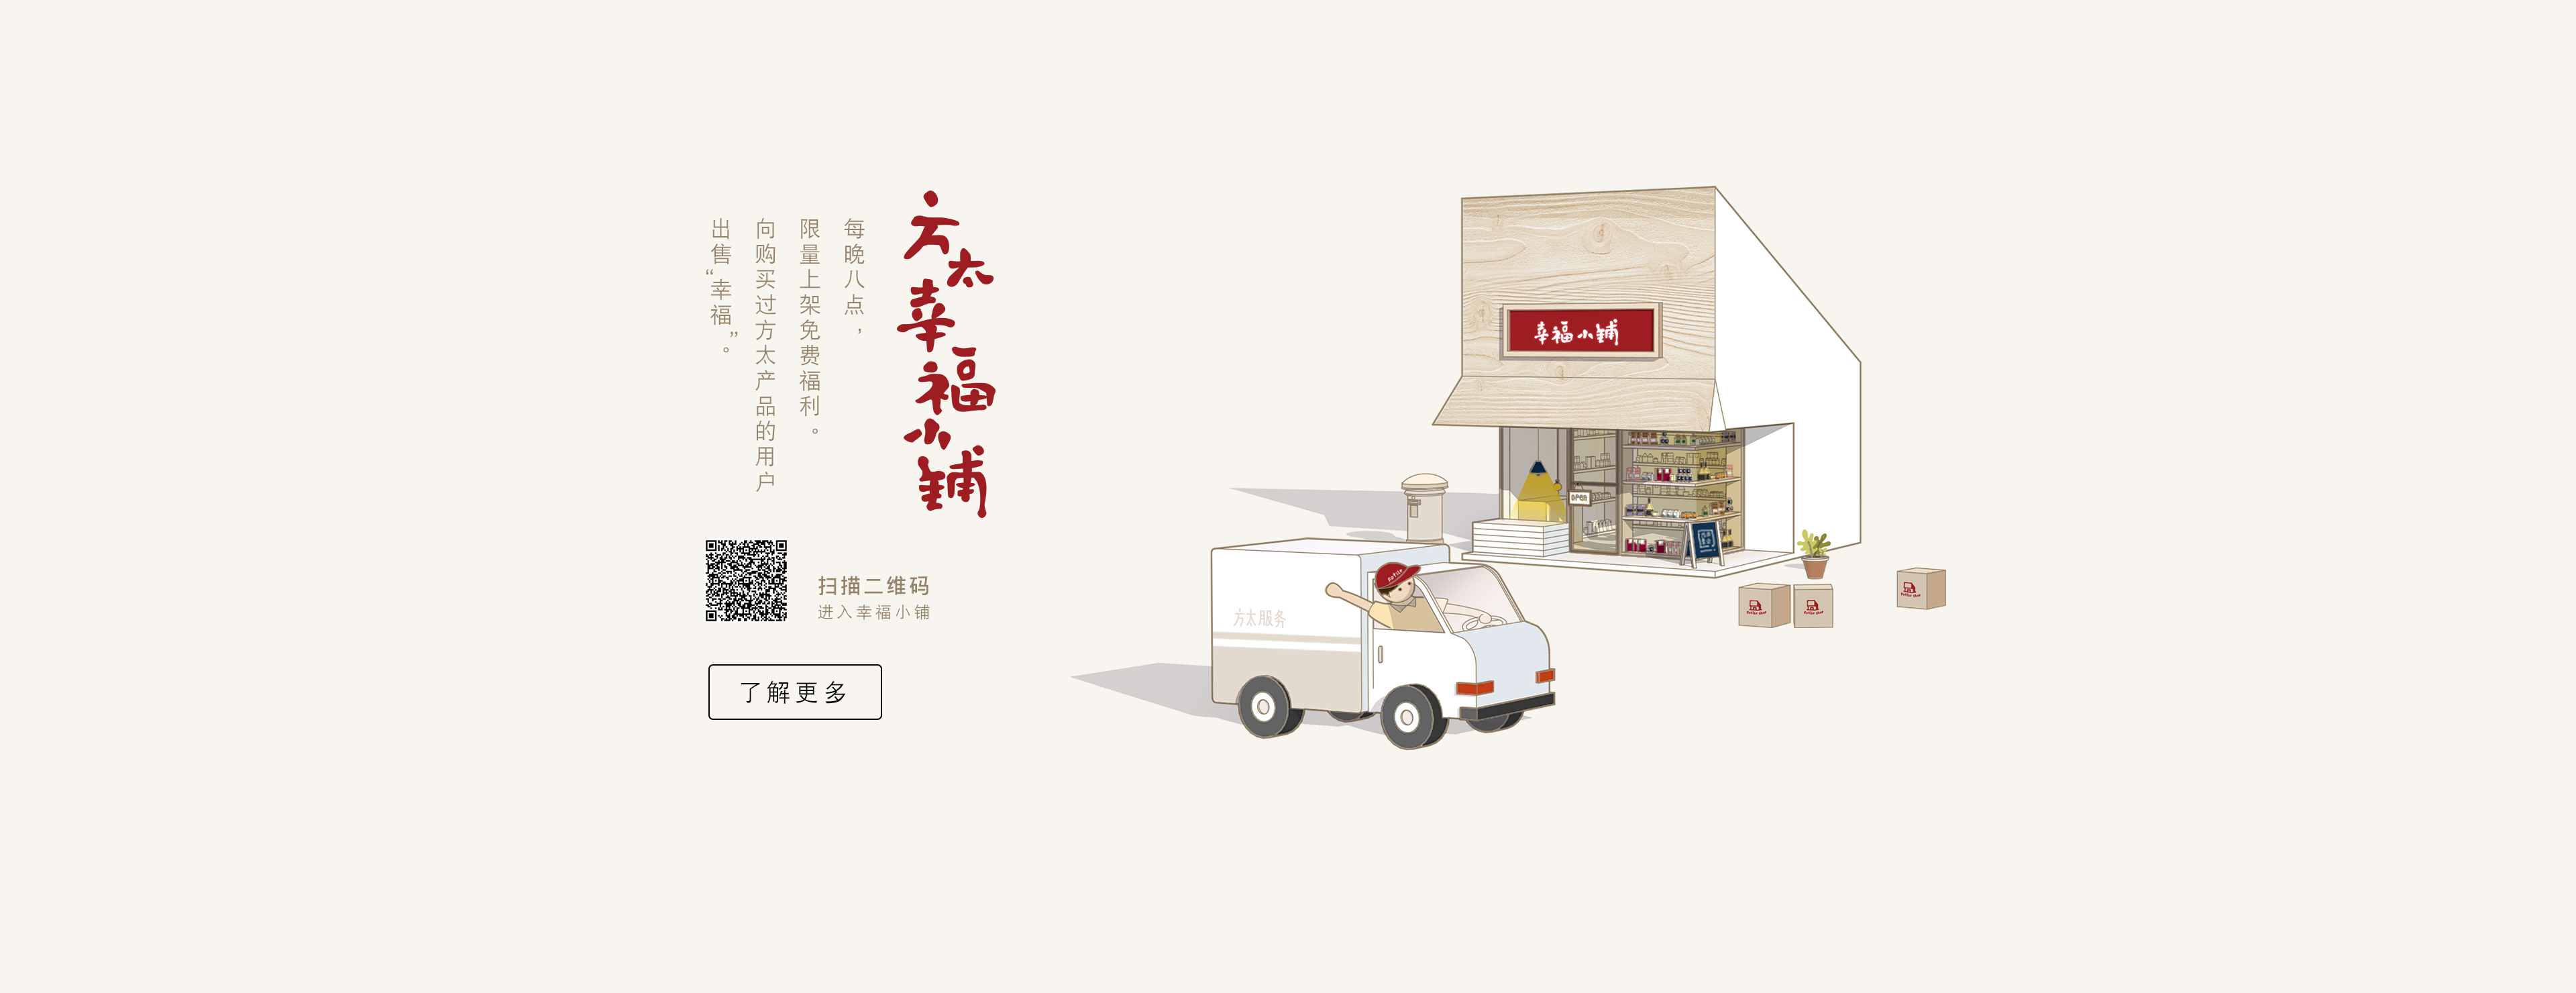 方太幸福小铺
每晚八点，
限量上架免费福利。
向购买过方太产品的用户
出售“幸福”。
扫描二维码
进入幸福小铺
了解更多
幸福小铺
OPEN
方太服务